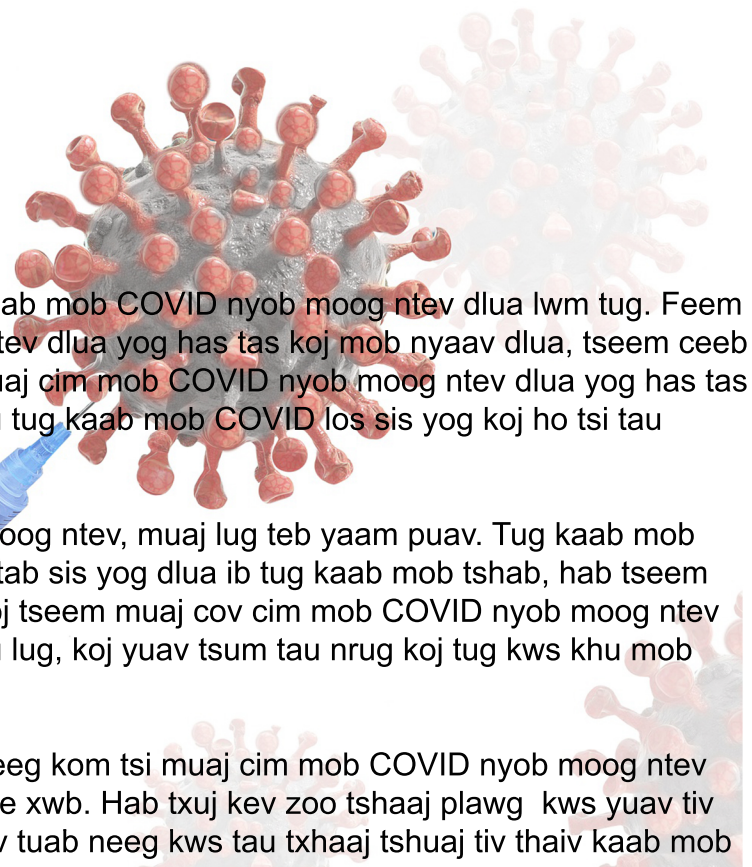 ab mob COVID nyob moog ntev dlua lwm tug. Feem
tev dlua yog has tas koj mob nyaav dlua, tseem ceeb
uaj cim mob COVID nyob moog ntev dlua yog has tas
tug kaab mob COVID los sis yog koj ho tsi tau
oog ntev, muaj lug teb yaam puav. Tug kaab mob
tab sis yog dlua ib tug kaab mob tshab, hab tseem
oj tseem muaj cov cim mob COVID nyob moog ntev
lug, koj yuav tsum tau nrug koj tug kws khu mob
eeg kom tsi muaj cim mob COVID nyob moog ntev
e xwb. Hab txuj kev zoo tshaaj plawg kws yuav tiv
v tuab neeg kws tau txhaaj tshuaj tiv thaiv kaab mob